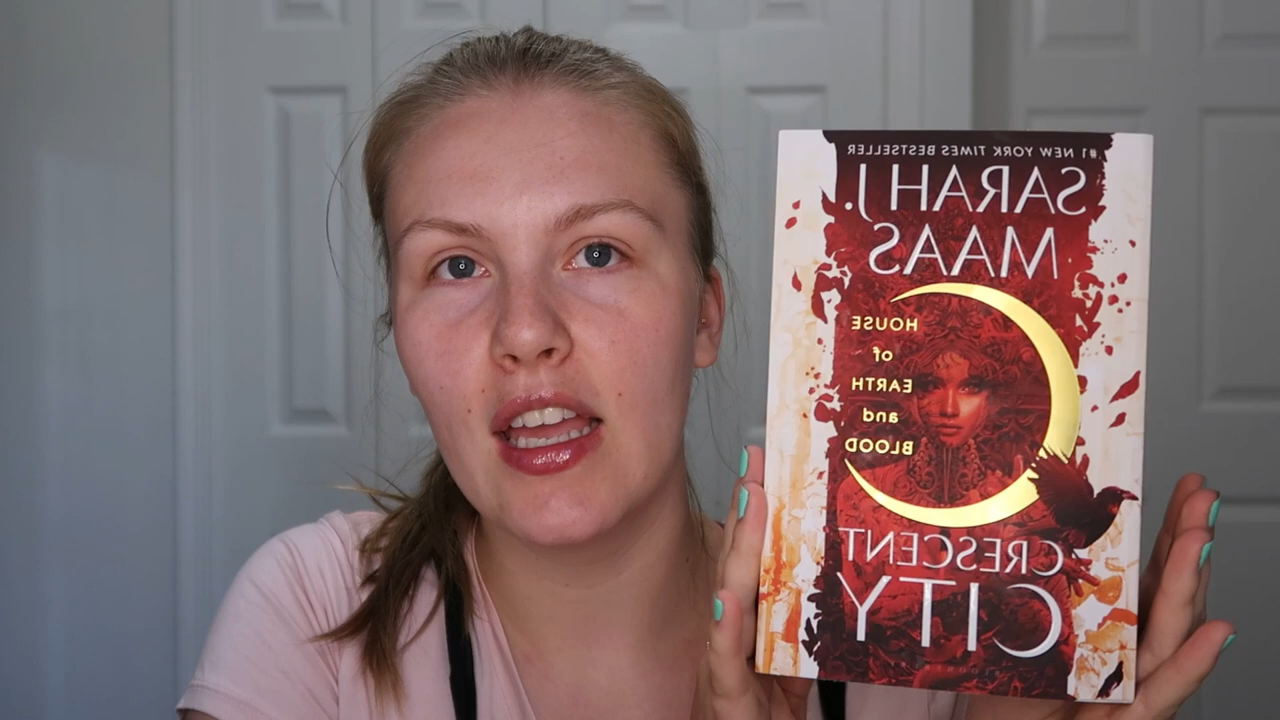 #1 NEW YORK TIMES BESTSELLER
SARAH J.
MAAS
HOUSE
of
EARTH
and
BLOOD
CRESCENT
CITY